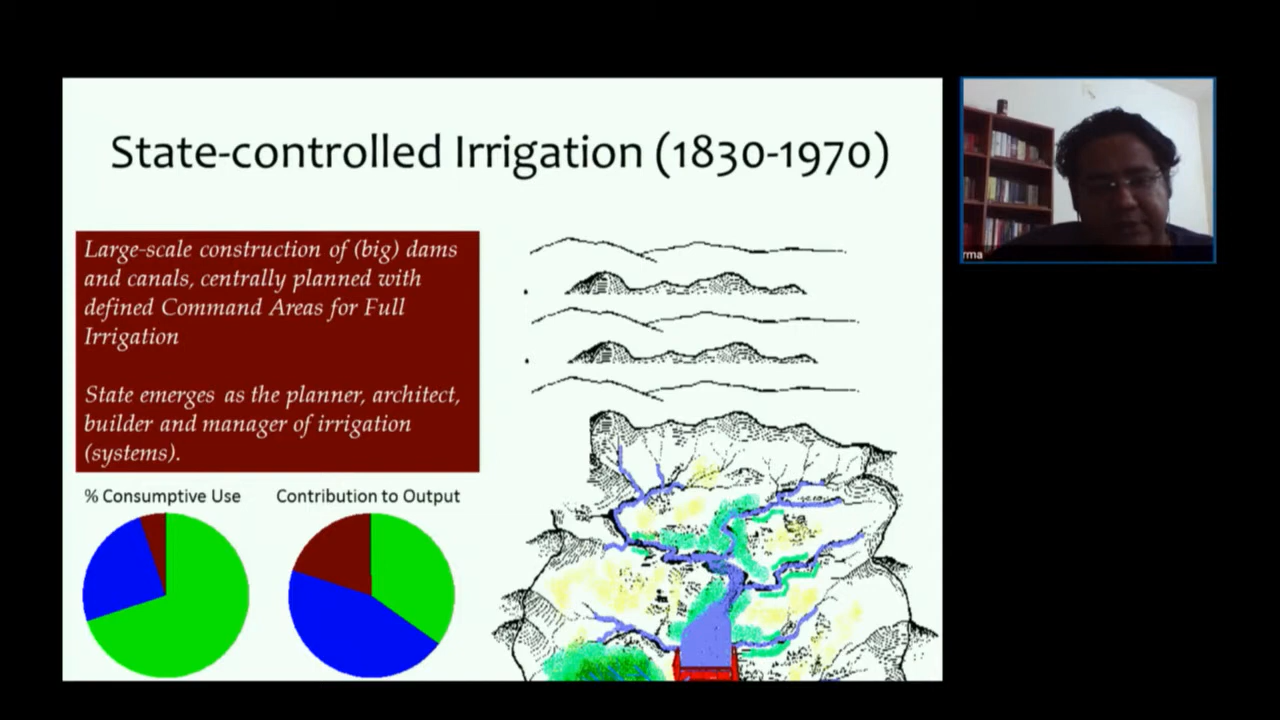 State-controlled Irrigation (1830-1970)
Large-scale construction of (big) dams
and canals, centrally planned with
defined Command Areas for Full
Irrigation
State emerges as the planner, architect,
builder and manager of irrigation
(systems).
% Consumptive Use
Contribution to Output
rma